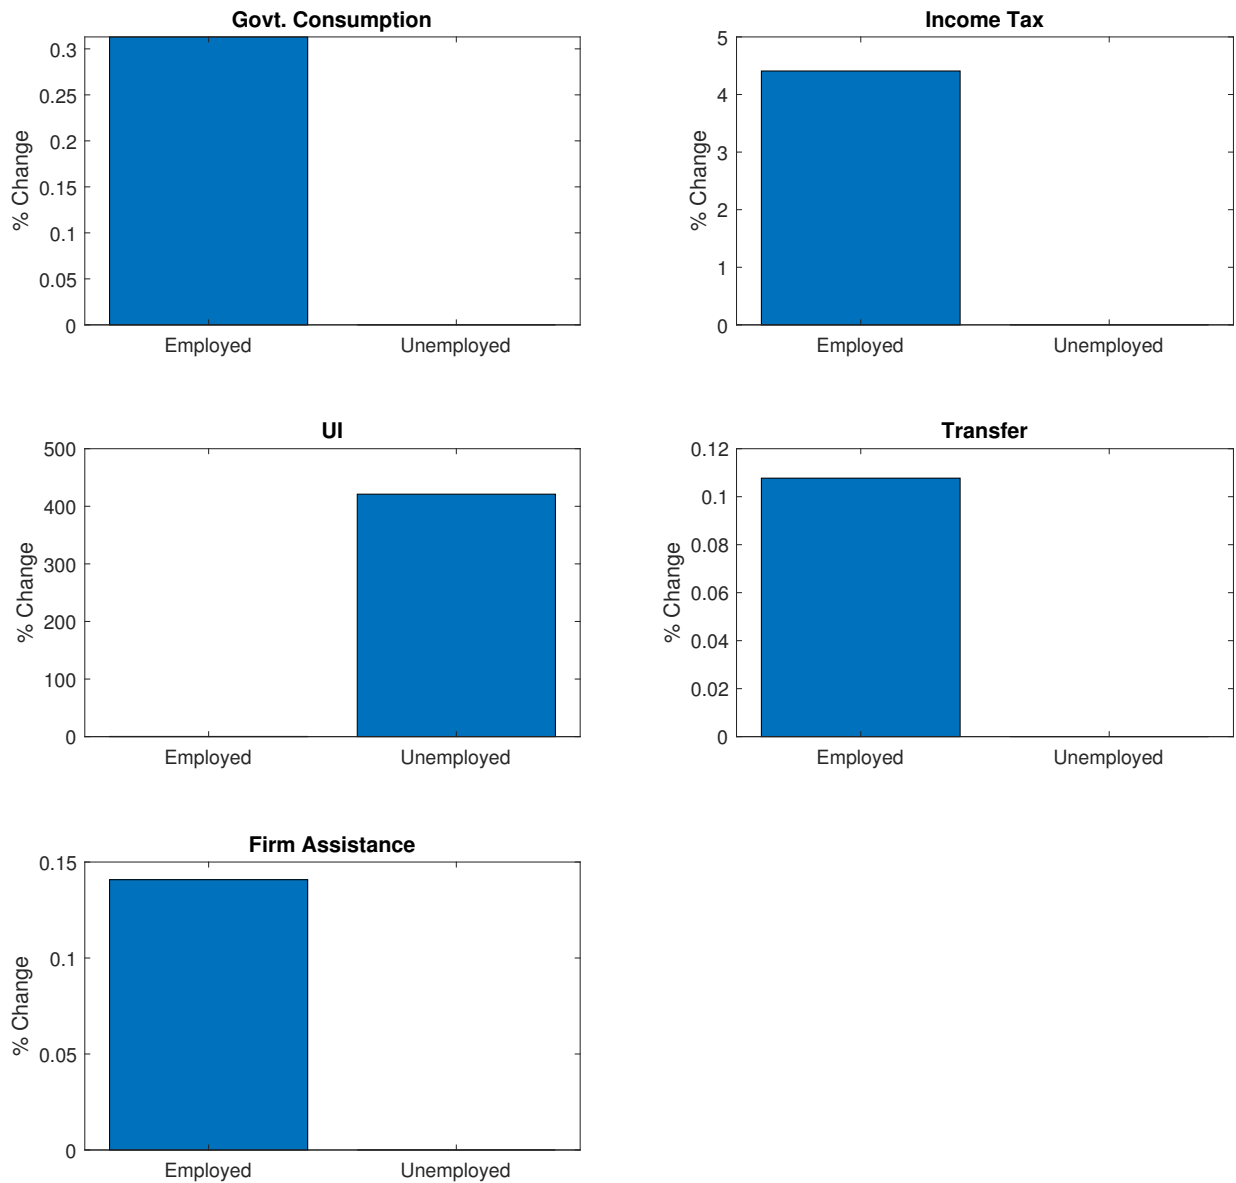 Govt. Consumption
% Change
0.3
0.25
0.2
0.15
0.1
0.05
0
Employed Unemployed
Income Tax
% Change
5
4
3
2
1
0
Employed Unemployed
UI
% Change
500
400
300
200
100
0
Employed Unemployed
Transfer
% Change
0.12
0.1
0.08
0.06
0.04
0.02
0
Employed Unemployed
Firm Assistance
% Change
0.15
0.1
0.05
0
Employed Unemployed